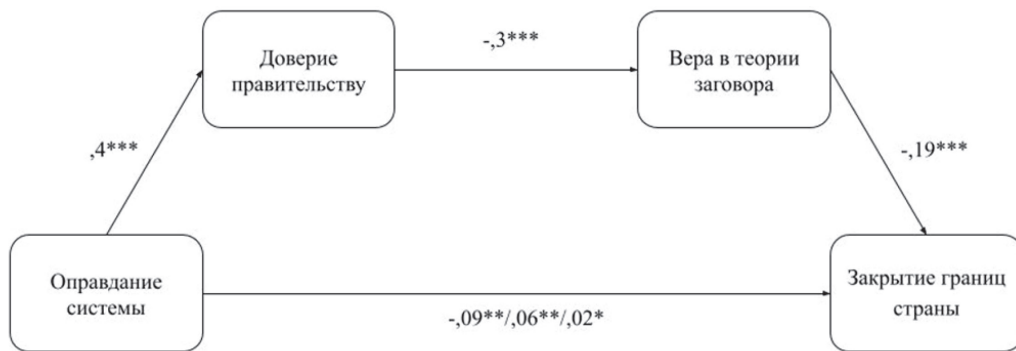 Доверие
правительству
-,3***
Вера в теории
заговора
,4***
-,19***
Оправдание
системы
-,09**/,06**/,02*
Закрытие границ
страны